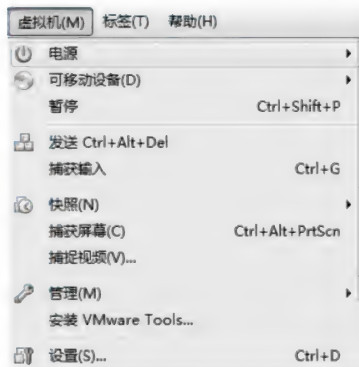 虚拟机(M) 标签(T) 帮助(H)
电源
可移动设备(D)
暂停 Ctrl+Shift+P
发送 Ctrl+Alt+Del
捕获输入 Ctrl+G
快照(N)
捕获屏幕(C) Ctrl+Alt+PrtScn
捕捉视频(V)...
管理(M)
安装 VMware Tools...
设置(S)... Ctrl+D